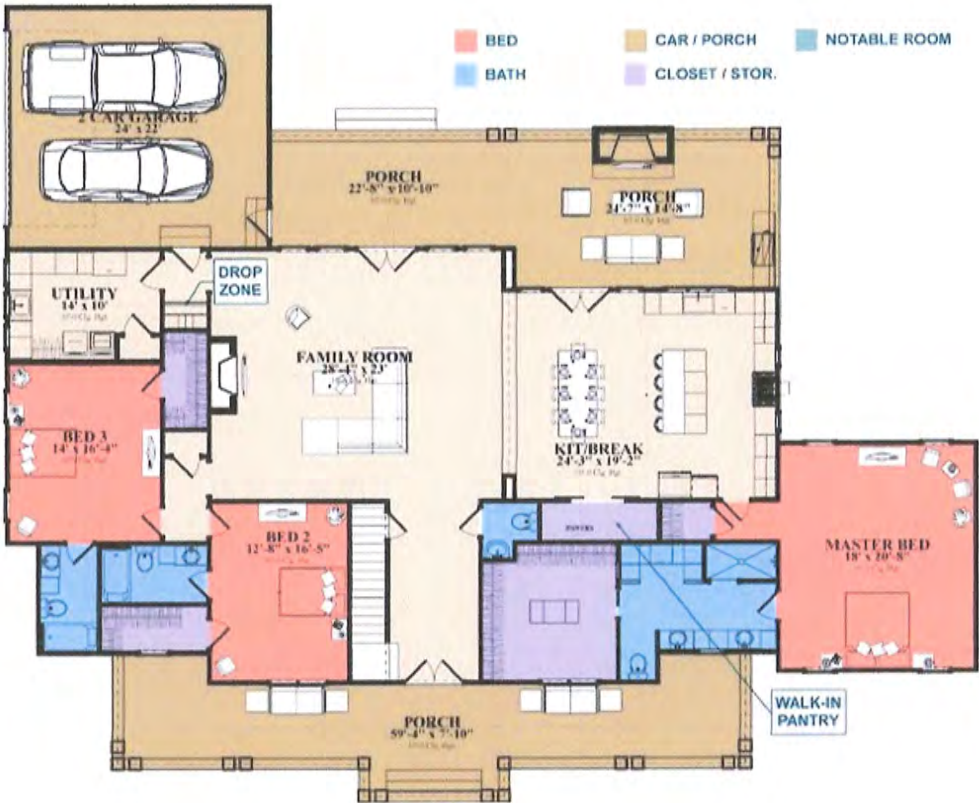 BED
CAR / PORCH
NOTABLE ROOM
BATH
CLOSET / STOR.
2 CAR GARAGE
24' x 22'
PORCH
22'-8" x 10'-10"
PORCH
24'-7" x 14'-8"
DROP
ZONE
UTILITY
14' x 10'
FAMILY ROOM
28'-4" x 23'
BED 3
14' x 16'-4"
KIT/BREAK
24'-3" x 19'-2"
BED 2
12'-8" x 16'-5"
PANTRY
MASTER BED
18' x 20'-8"
WALK-IN
PANTRY
PORCH
59'-4" x 7'-10"